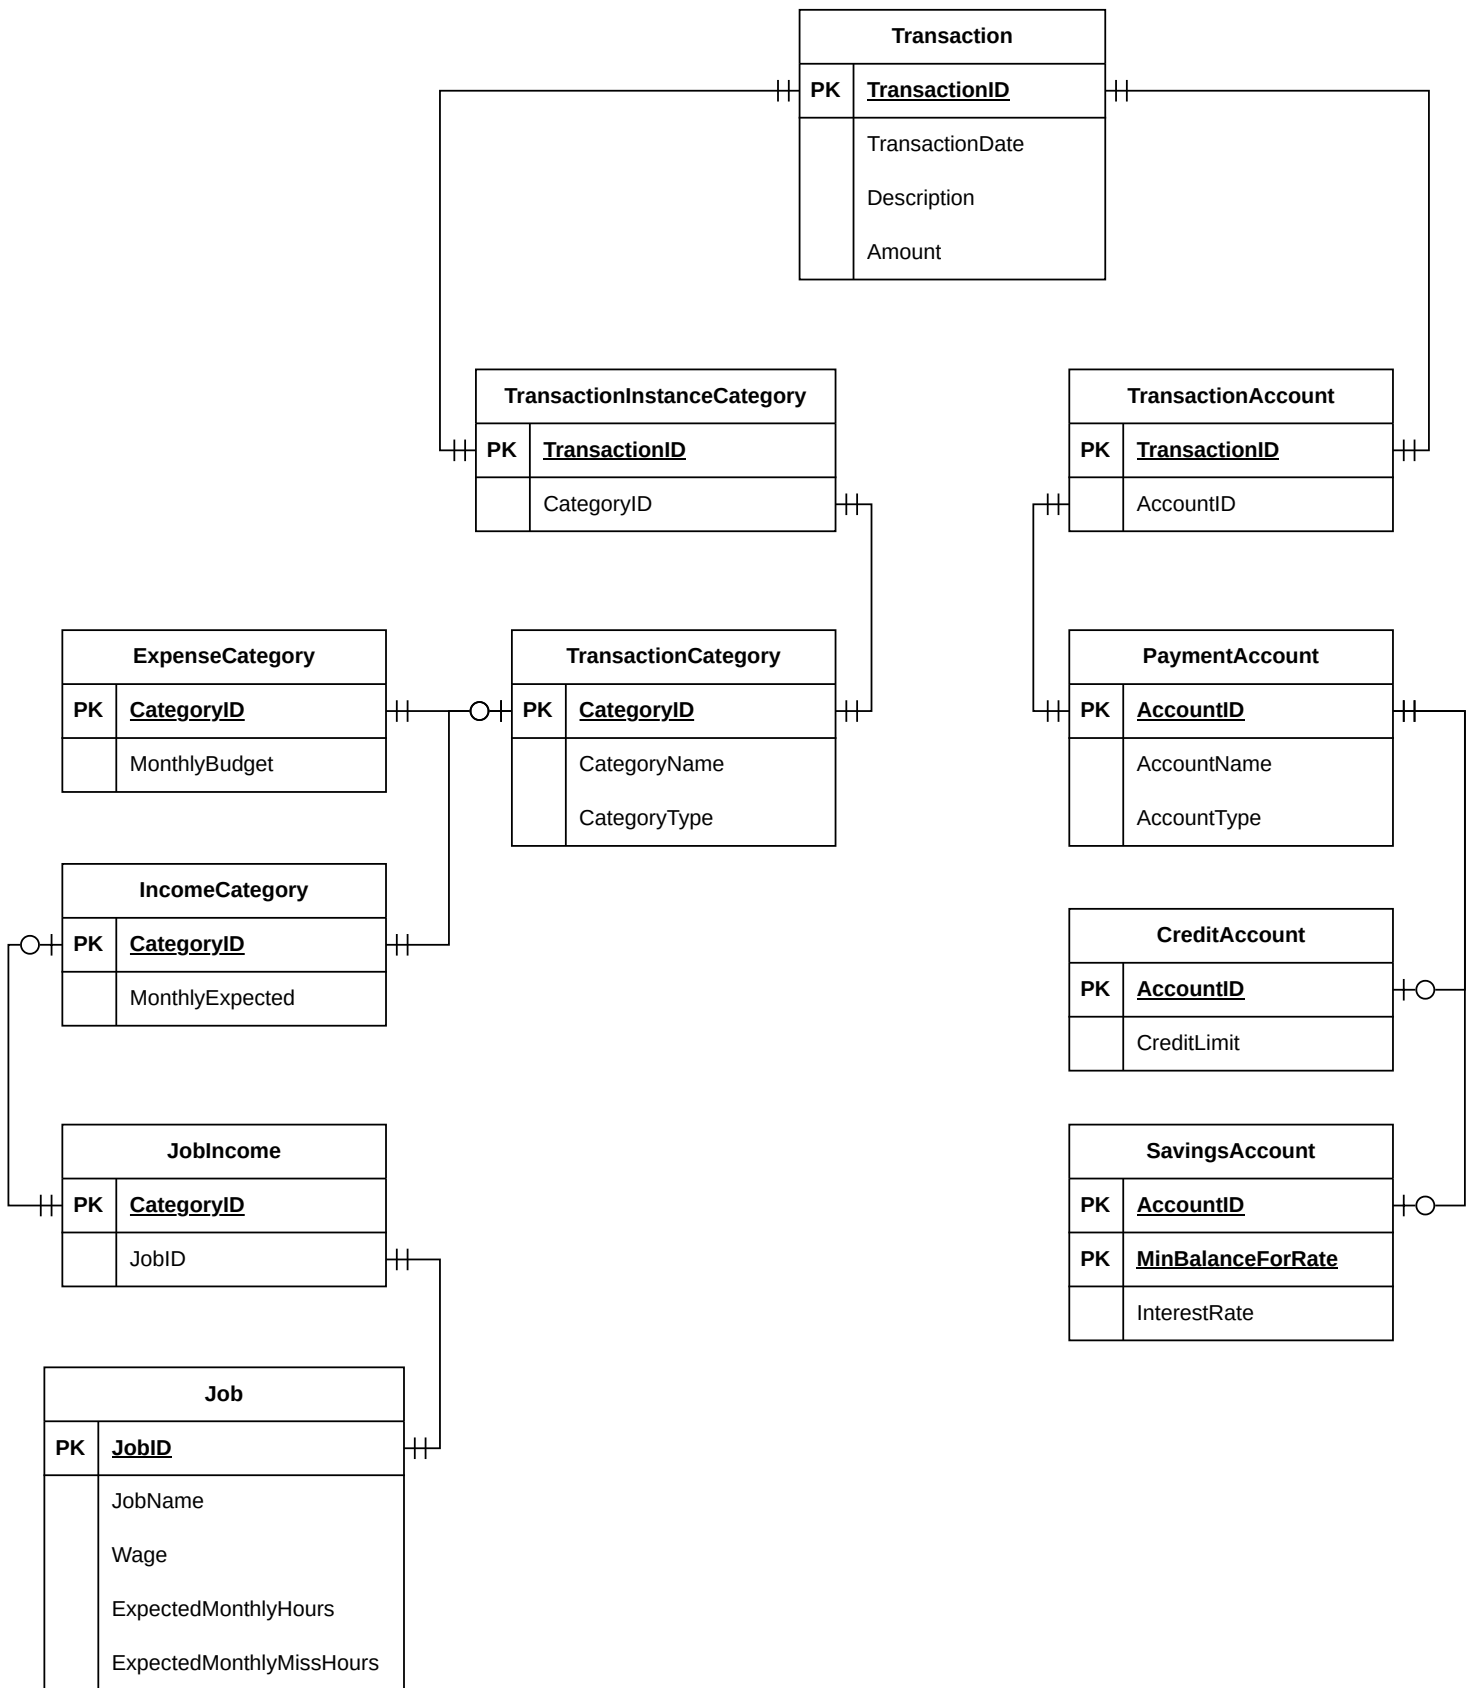 Transaction
PK TransactionID
TransactionDate
Description
Amount
TransactionInstanceCategory
PK TransactionID
CategoryID
TransactionAccount
PK TransactionID
AccountID
ExpenseCategory
PK CategoryID
MonthlyBudget
TransactionCategory
PK CategoryID
CategoryName
CategoryType
PaymentAccount
PK AccountID
AccountName
AccountType
IncomeCategory
PK CategoryID
MonthlyExpected
CreditAccount
PK AccountID
CreditLimit
JobIncome
PK CategoryID
JobID
SavingsAccount
PK AccountID
PK MinBalanceForRate
InterestRate
Job
PK JobID
JobName
Wage
ExpectedMonthlyHours
ExpectedMonthlyMissHours